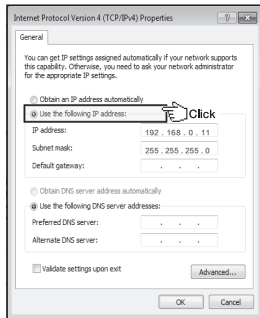 Internet Protocol Version 4 (TCP/IPv4) Properties
General
You can get IP settings assigned automatically if your network supports
this capability. Otherwise, you need to ask your network administrator
for the appropriate IP settings.
Obtain an IP address automatically
Use the following IP address:
Click
IP address: 192 . 168 . 0 . 11
Subnet mask: 255 . 255 . 255 . 0
Default gateway: . . .
Obtain DNS server address automatically
Use the following DNS server addresses:
Preferred DNS server: . . .
Alternate DNS server: . . .
Validate settings upon exit
Advanced...
OK Cancel